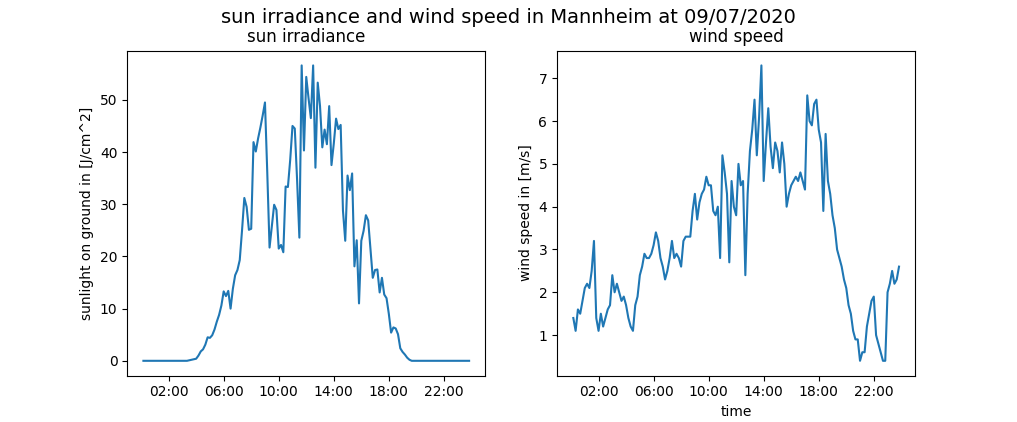 sun irradiance and wind speed in Mannheim at 09/07/2020
sun irradiance
wind speed
sunlight on ground in [J/cm^2]
50
40
30
20
10
0
02:00 06:00 10:00 14:00 18:00 22:00
wind speed in [m/s]
7
6
5
4
3
2
1
02:00 06:00 10:00 14:00 18:00 22:00
time